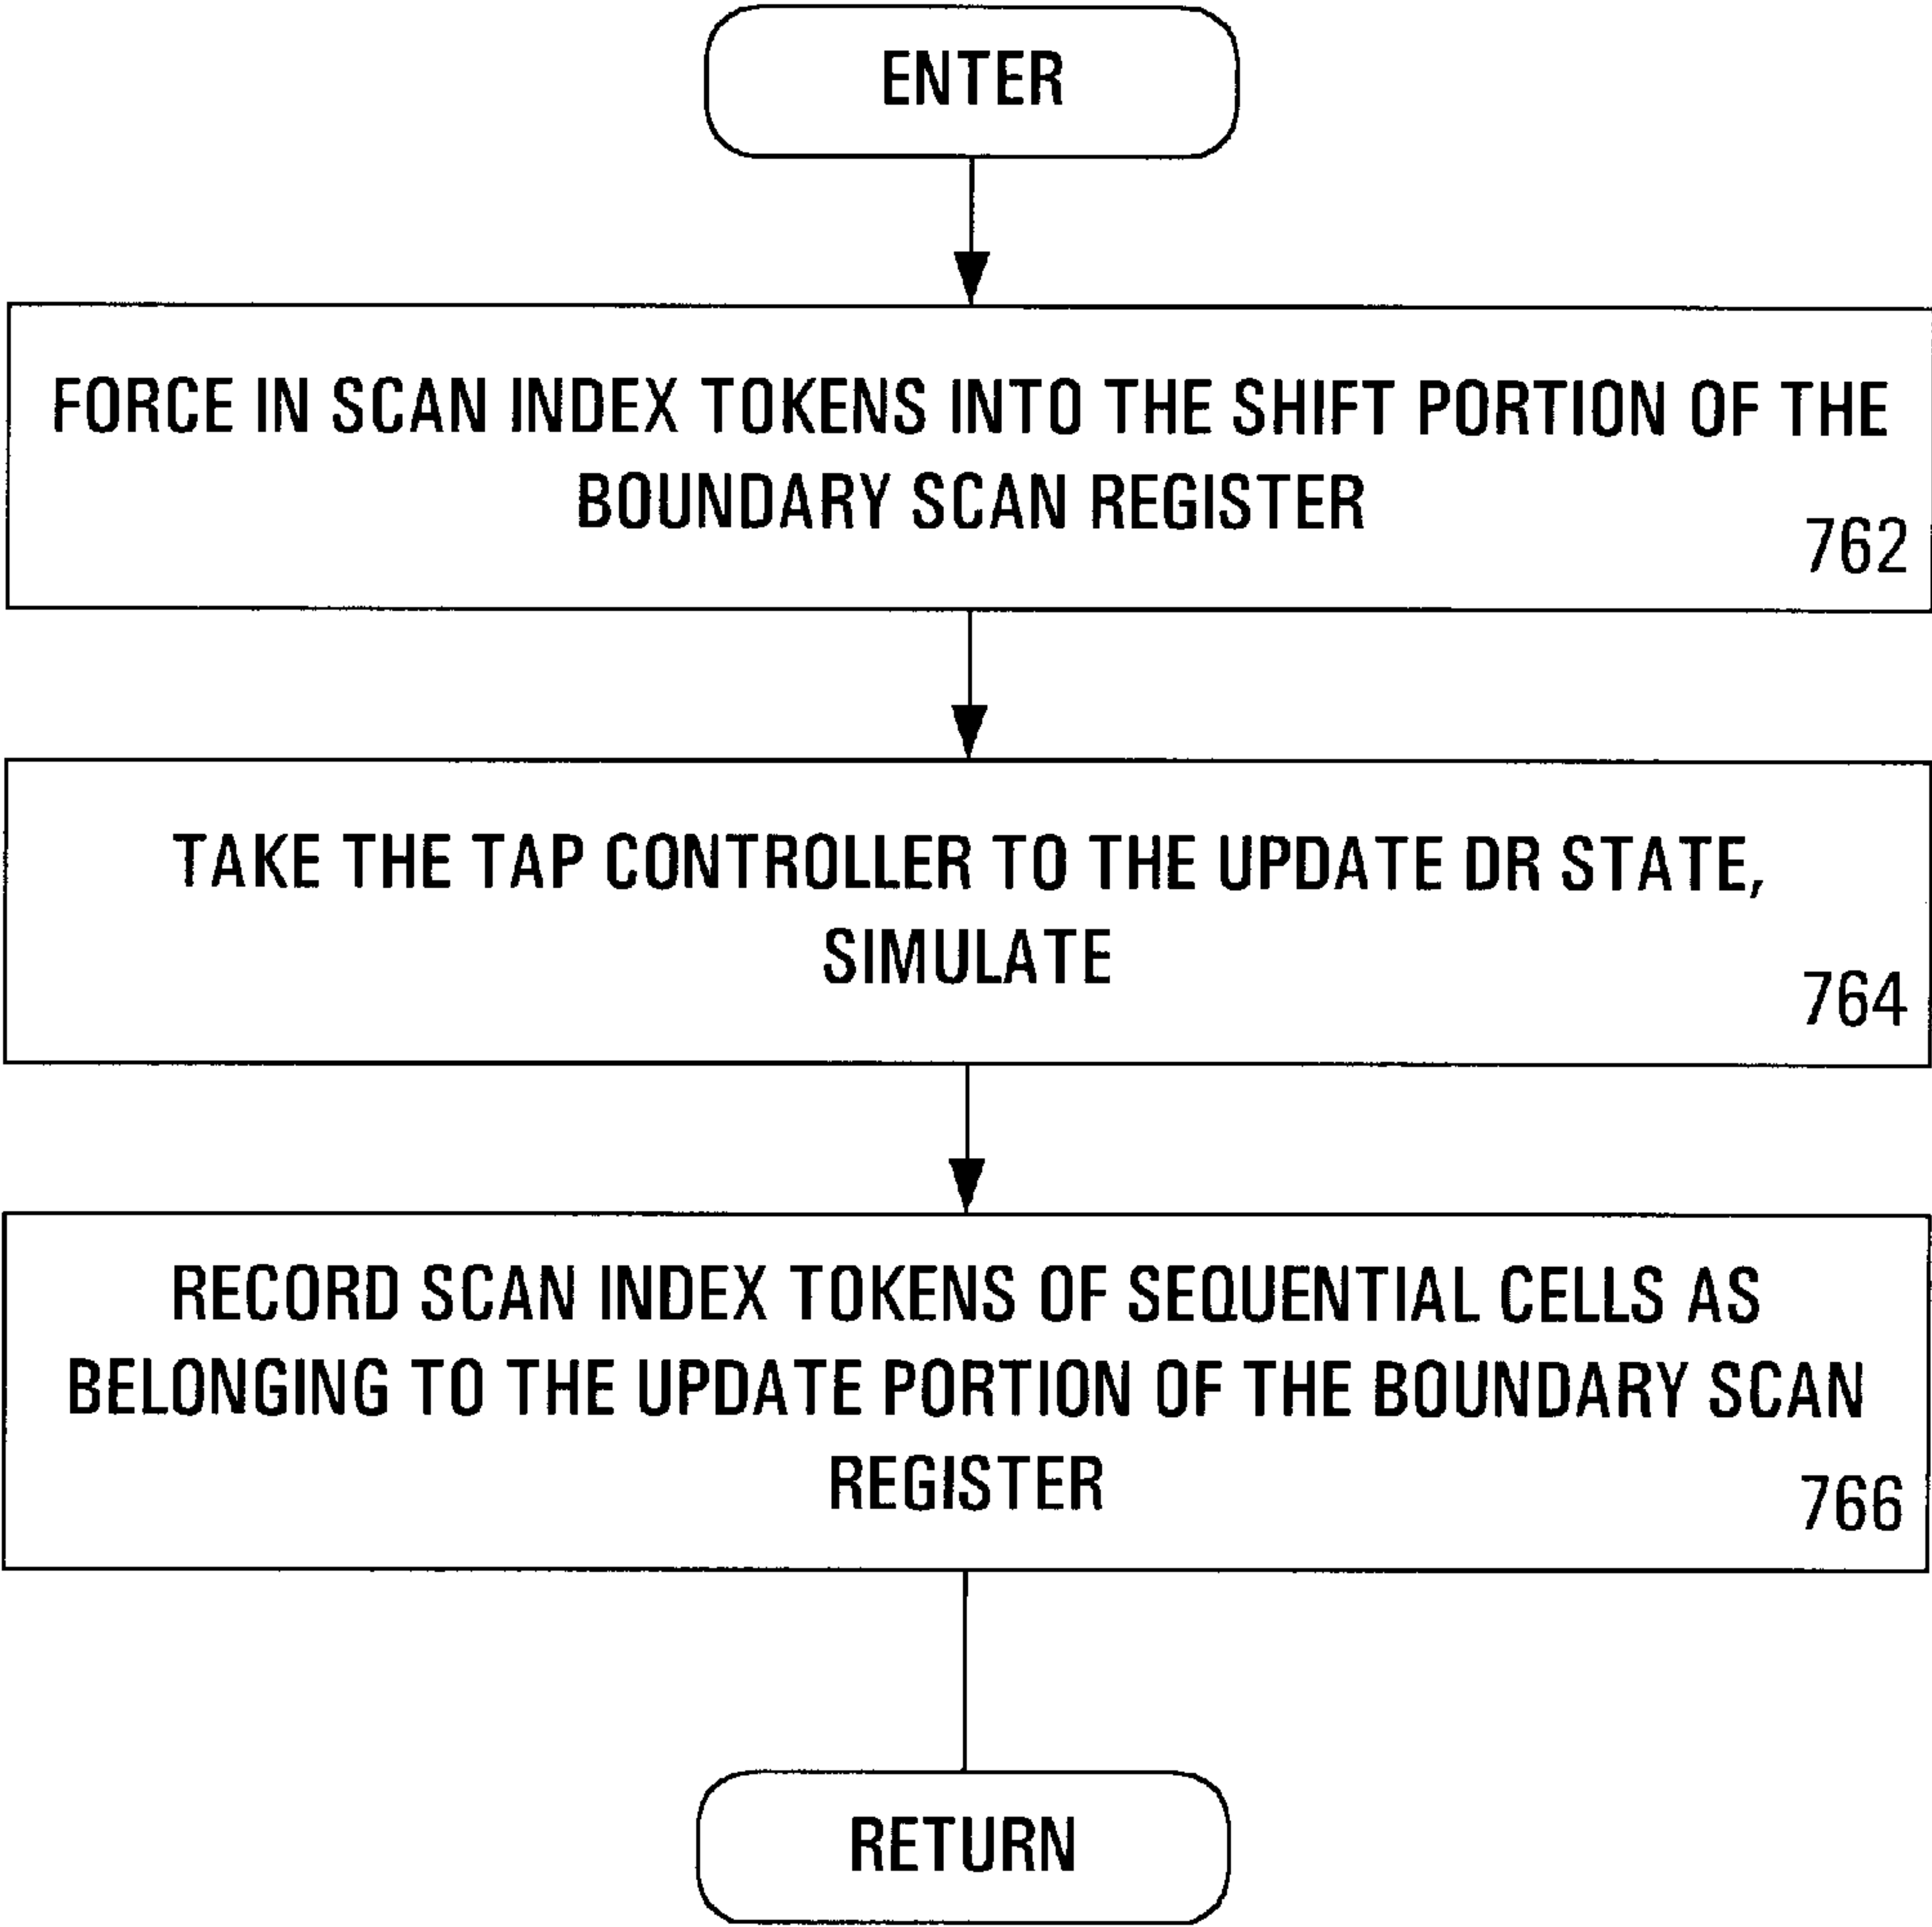 ENTER
FORCE IN SCAN INDEX TOKENS INTO THE SHIFT PORTION OF THE
BOUNDARY SCAN REGISTER
762
TAKE THE TAP CONTROLLER TO THE UPDATE DR STATE,
SIMULATE
764
RECORD SCAN INDEX TOKENS OF SEQUENTIAL CELLS AS
BELONGING TO THE UPDATE PORTION OF THE BOUNDARY SCAN
REGISTER
766
RETURN